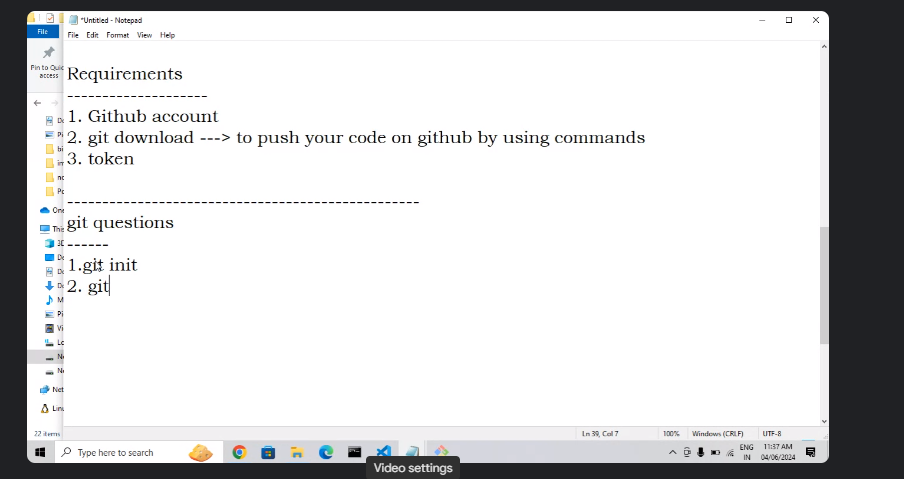 *Untitled - Notepad
File
File Edit Format View Help
Pin to Quic
access
Requirements
--------------------
1. Github account
2. git download ---> to push your code on github by using commands
3. token
--------------------------------------------------
git questions
------
1.git init
2. git
22 items
Ln 39, Col 7 100% Windows (CRLF) UTF-8
Type here to search
ENG
IN
11:37 AM
04/06/2024
Video settings